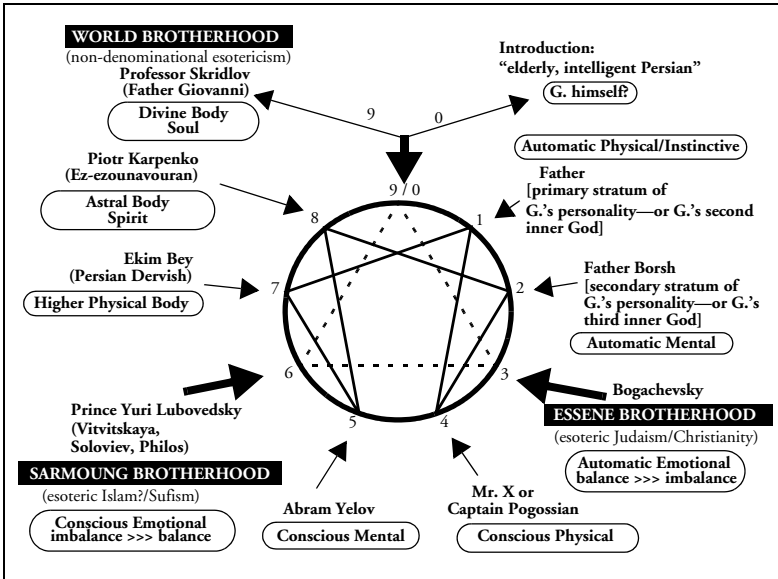 WORLD BROTHERHOOD
(non-denominational esotericism)
Professor Skridlov
(Father Giovanni)
Divine Body
Soul
9
0
Introduction:
“elderly, intelligent Persian”
G. himself?
Automatic Physical/Instinctive
Piotr Karpenko
(Ez-ezounavouran)
Astral Body
Spirit
9 / 0
8
1
Father
[primary stratum of
G.’s personality—or G.’s second
inner God]
Ekim Bey
(Persian Dervish)
Higher Physical Body
7
2
Father Borsh
[secondary stratum of
G.’s personality—or G.’s
third inner God]
Automatic Mental
6
3
Prince Yuri Lubovedsky
(Vitvitskaya,
Soloviev, Philos)
SARMOUNG BROTHERHOOD
(esoteric Islam?/Sufism)
Conscious Emotional
imbalance >>> balance
5
4
Abram Yelov
Conscious Mental
Mr. X or
Captain Pogossian
Conscious Physical
Bogachevsky
ESSENE BROTHERHOOD
(esoteric Judaism/Christianity)
Automatic Emotional
balance >>> imbalance